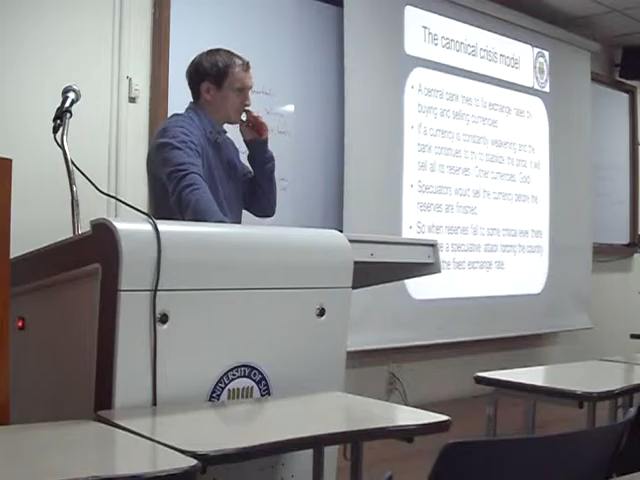 The canonical crisis model
• A central bank tries to fix exchange rates by
buying and selling currencies.
• If a currency is constantly weakening and the
bank continues to try to stabilize the price, it will
sell all its reserves. Other currencies, Gold.
• Speculators would sell the currency before the
reserves are finished.
• So when reserves fall to some critical level there
be a speculative attack forcing the country
the fixed exchange rate.
UNIVERSITY OF